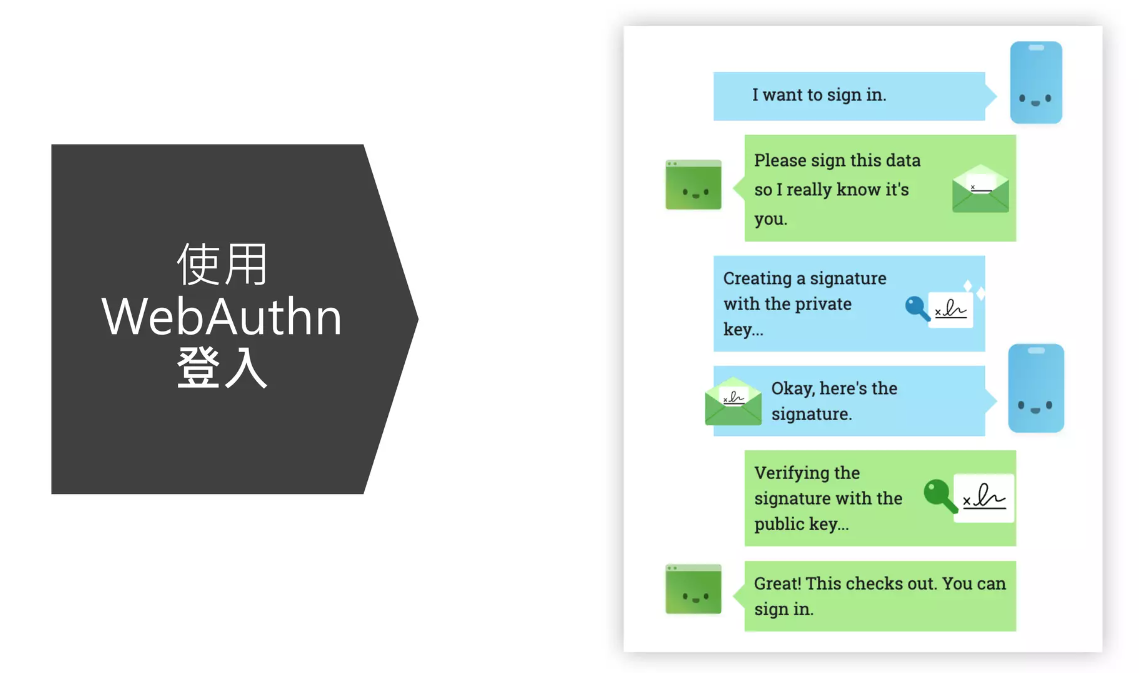 使用
WebAuthn
登入
I want to sign in.
Please sign this data
so I really know it's
you.
Creating a signature
with the private
key...
Okay, here's the
signature.
Verifying the
signature with the
public key...
Great! This checks out. You can
sign in.